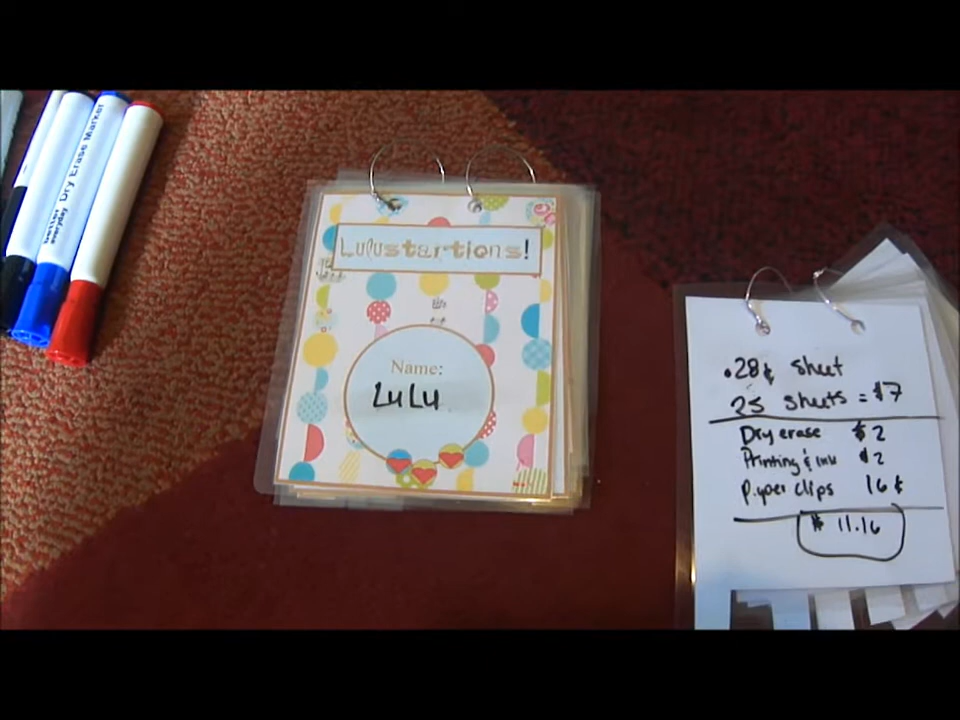 better
everyday
Dry Erase Marker
Lulustartions!
Name:
LuLu
.28¢ sheet
25 sheets = $7
Dry erase $2
Printing & ink $2
Paper clips 16¢
$11.16